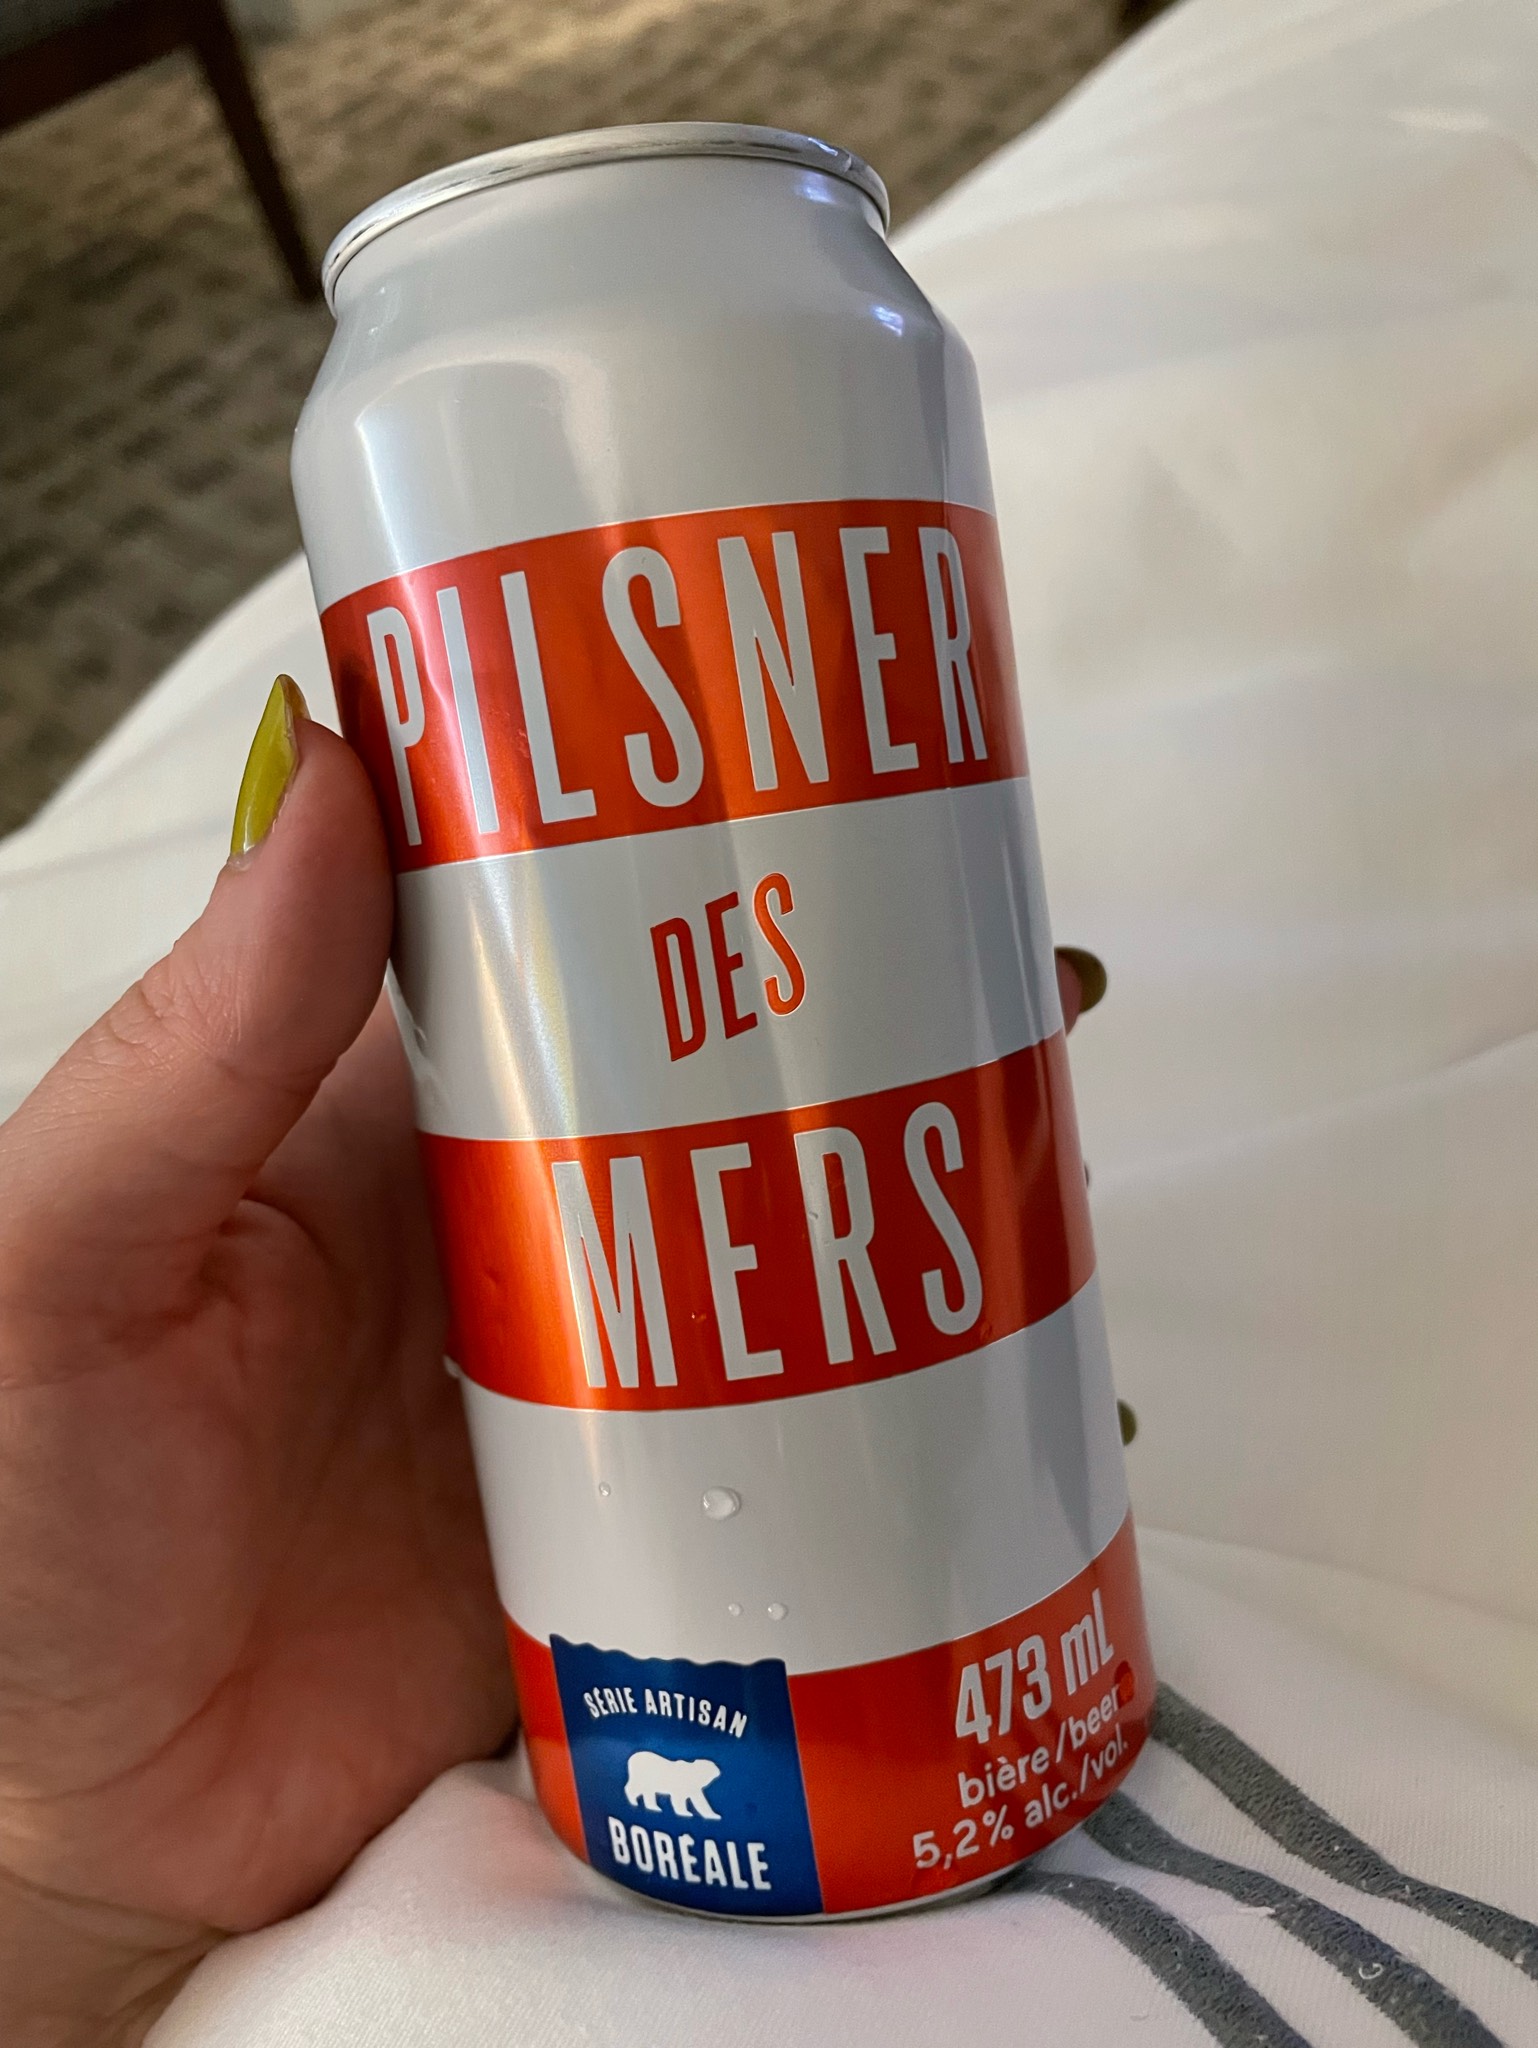 PILSNER
DES
MERS
SÉRIE ARTISAN
BORÉALE
473 mL
bière/beer
5,2% alc./vol.